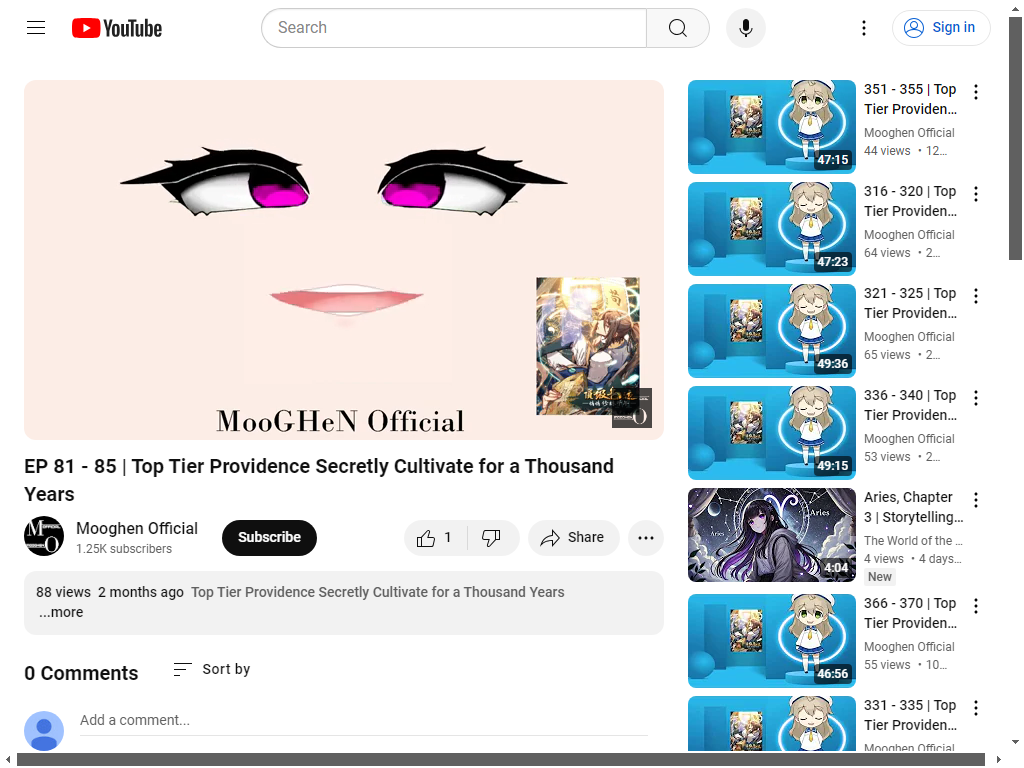 YouTube
Search
Sign in
MooGHeN Official
EP 81 - 85 | Top Tier Providence Secretly Cultivate for a Thousand
Years
Mooghen Official
1.25K subscribers
Subscribe
1
Share
88 views 2 months ago Top Tier Providence Secretly Cultivate for a Thousand Years
...more
0 Comments
Sort by
Add a comment...
351 - 355 | Top
Tier Providen...
Mooghen Official
44 views • 12...
47:15
316 - 320 | Top
Tier Providen...
Mooghen Official
64 views • 2...
47:23
321 - 325 | Top
Tier Providen...
Mooghen Official
65 views • 2...
49:36
336 - 340 | Top
Tier Providen...
Mooghen Official
53 views • 2...
49:15
Aries, Chapter
3 | Storytelling...
The World of the ...
4 views • 4 days...
New
Aries
Aries
4:04
366 - 370 | Top
Tier Providen...
Mooghen Official
55 views • 10...
46:56
331 - 335 | Top
Tier Providen...
Mooghen Official